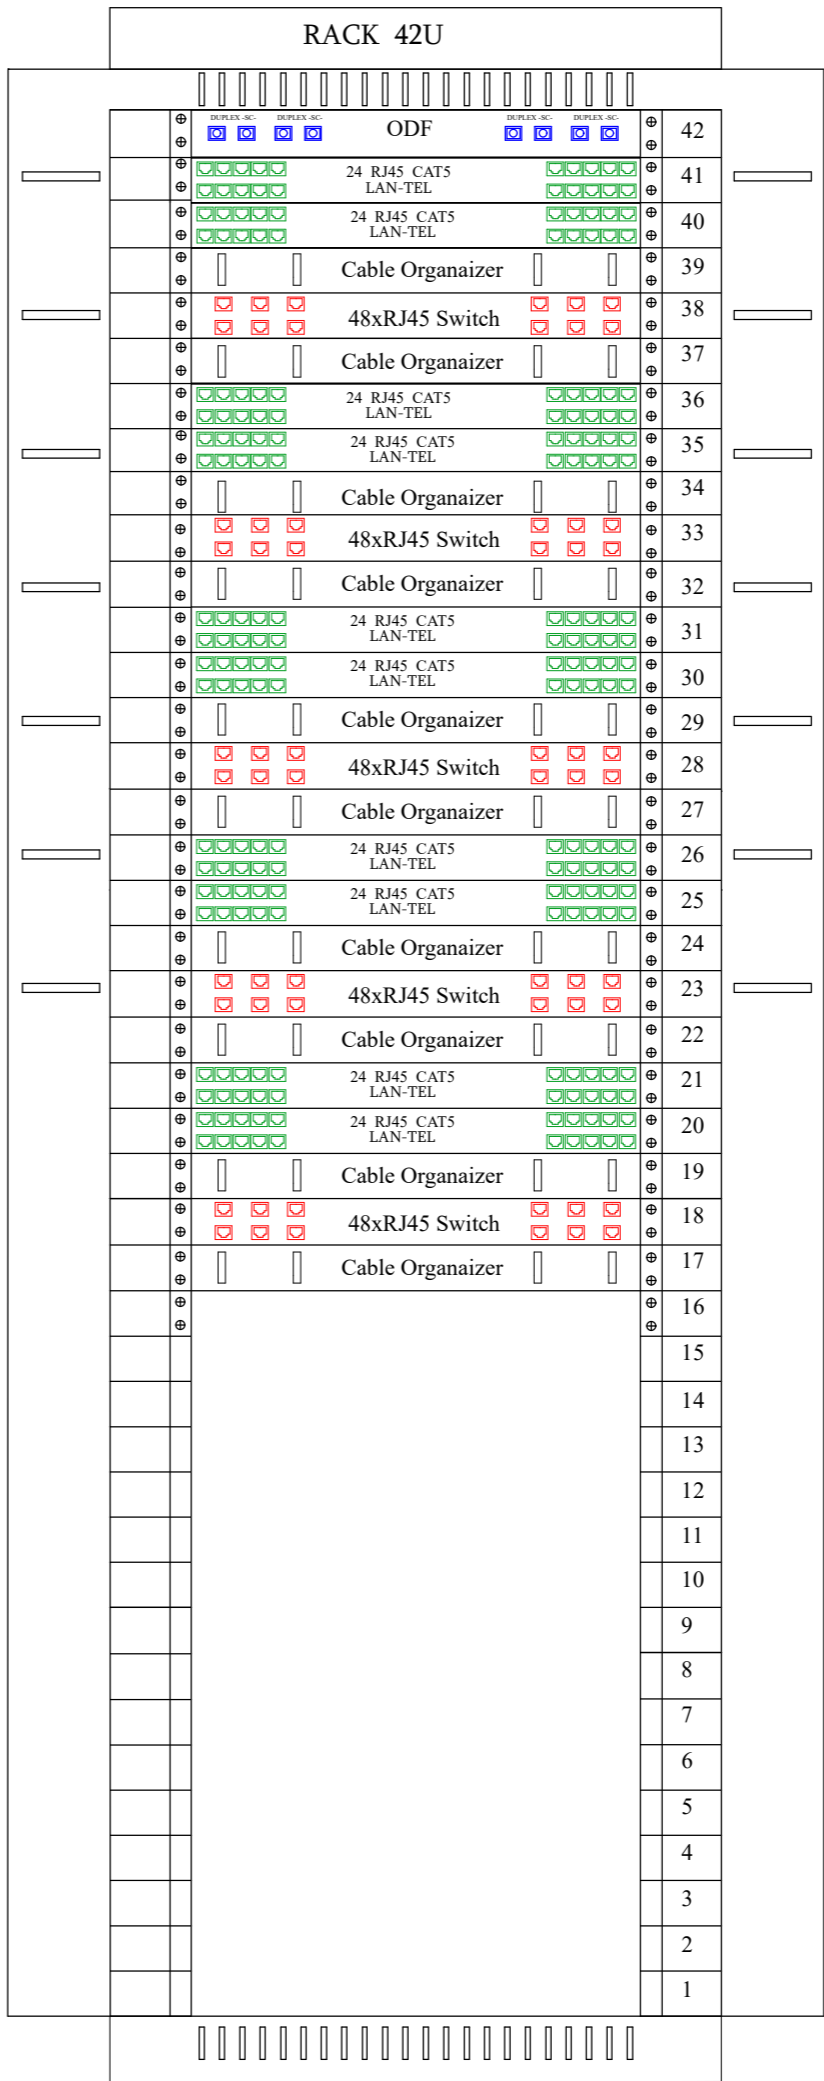 RACK 42U
DUPLEX -SC- DUPLEX -SC- ODF DUPLEX -SC- DUPLEX -SC- 42
24 RJ45 CAT5 41
LAN-TEL
24 RJ45 CAT5 40
LAN-TEL
Cable Organaizer 39
48xRJ45 Switch 38
Cable Organaizer 37
24 RJ45 CAT5 36
LAN-TEL
24 RJ45 CAT5 35
LAN-TEL
Cable Organaizer 34
48xRJ45 Switch 33
Cable Organaizer 32
24 RJ45 CAT5 31
LAN-TEL
24 RJ45 CAT5 30
LAN-TEL
Cable Organaizer 29
48xRJ45 Switch 28
Cable Organaizer 27
24 RJ45 CAT5 26
LAN-TEL
24 RJ45 CAT5 25
LAN-TEL
Cable Organaizer 24
48xRJ45 Switch 23
Cable Organaizer 22
24 RJ45 CAT5 21
LAN-TEL
24 RJ45 CAT5 20
LAN-TEL
Cable Organaizer 19
48xRJ45 Switch 18
Cable Organaizer 17
16
15
14
13
12
11
10
9
8
7
6
5
4
3
2
1